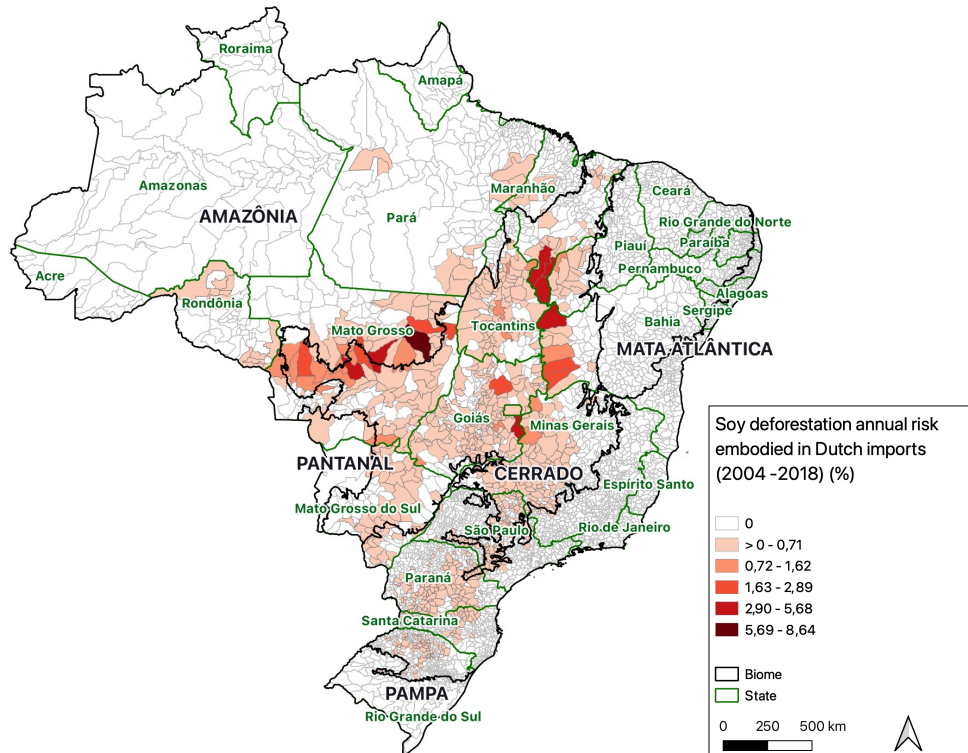 Roraima
Amapá
Amazonas
AMAZÔNIA
Pará
Maranhão
Ceará
Rio Grande do Norte
Piauí
Paraíba
Pernambuco
Acre
Rondônia
Alagoas
Sergipe
Mato Grosso
Tocantins
Bahia
MATA ATLÂNTICA
Goiás
Minas Gerais
PANTANAL
CERRADO
Espírito Santo
Mato Grosso do Sul
São Paulo
Rio de Janeiro
Paraná
Santa Catarina
PAMPA
Rio Grande do Sul
Soy deforestation annual risk
embodied in Dutch imports
(2004 -2018) (%)
0
> 0 - 0,71
0,72 - 1,62
1,63 - 2,89
2,90 - 5,68
5,69 - 8,64
Biome
State
0 250 500 km